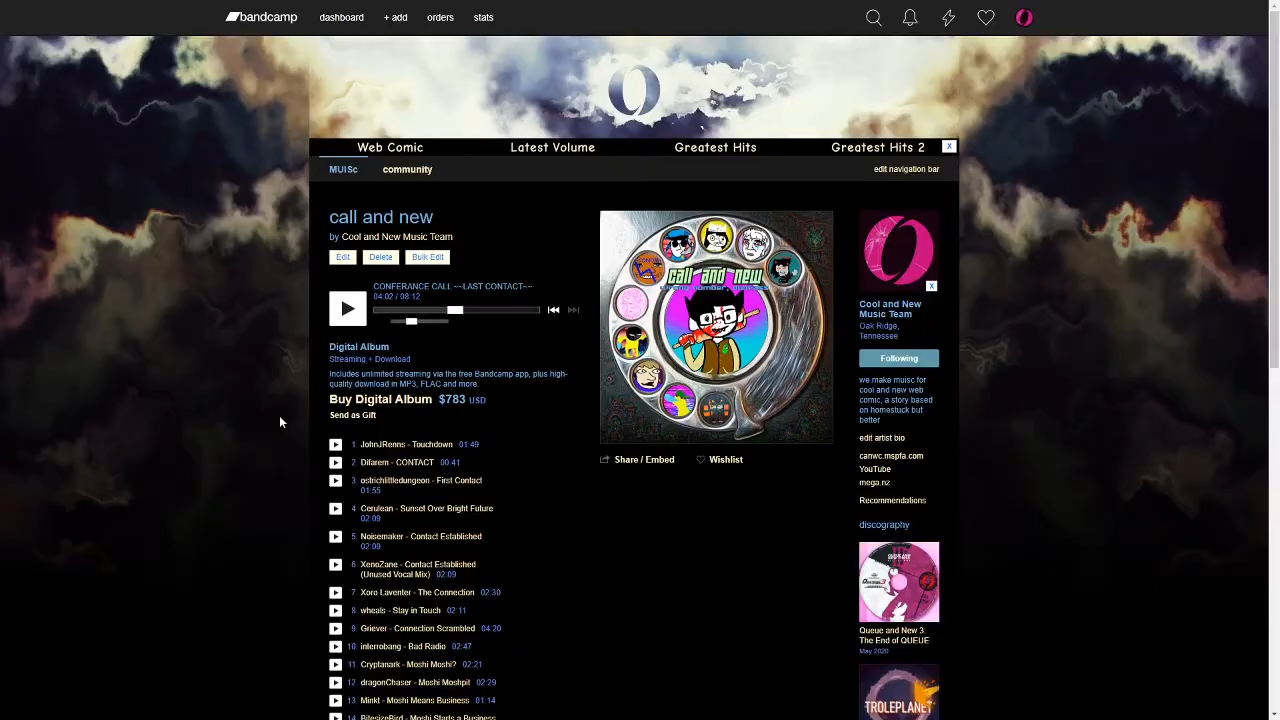 bandcamp dashboard + add orders stats
Web Comic Latest Volume Greatest Hits Greatest Hits 2 X
MUISc community edit navigation bar
call and new
by Cool and New Music Team
Edit Delete Bulk Edit
CONFERANCE CALL ~~LAST CONTACT~~
04:02 / 08:12
Digital Album
Streaming + Download
Includes unlimited streaming via the free Bandcamp app, plus high-
quality download in MP3, FLAC and more.
Buy Digital Album $783 USD
Send as Gift
1. JohnJRenns - Touchdown 01:49
2. Difarem - CONTACT 00:41
3. ostrichlittledungeon - First Contact
01:55
4. Cerulean - Sunset Over Bright Future
02:09
5. Noisemaker - Contact Established
02:09
6. XenoZane - Contact Established
(Unused Vocal Mix) 02:09
7. Xoro Laventer - The Connection 02:30
8. wheals - Stay in Touch 02:11
9. Griever - Connection Scrambled 04:20
10. interrobang - Bad Radio 02:47
11. Cryptanark - Moshi Moshi? 02:21
12. dragonChaser - Moshi Moshpit 02:29
13. Minkt - Moshi Means Business 01:14
14. BitesizeBird - Moshi Starts a Business
CALL AND NEW
Share / Embed Wishlist
X
Cool and New
Music Team
Oak Ridge,
Tennessee
Following
we make muisc for
cool and new web
comic, a story based
on homestuck but
better
edit artist bio
canwc.mspfa.com
YouTube
mega.nz
Recommendations
discography
Queue and New 3:
The End of QUEUE
May 2020
TROLEPLANET